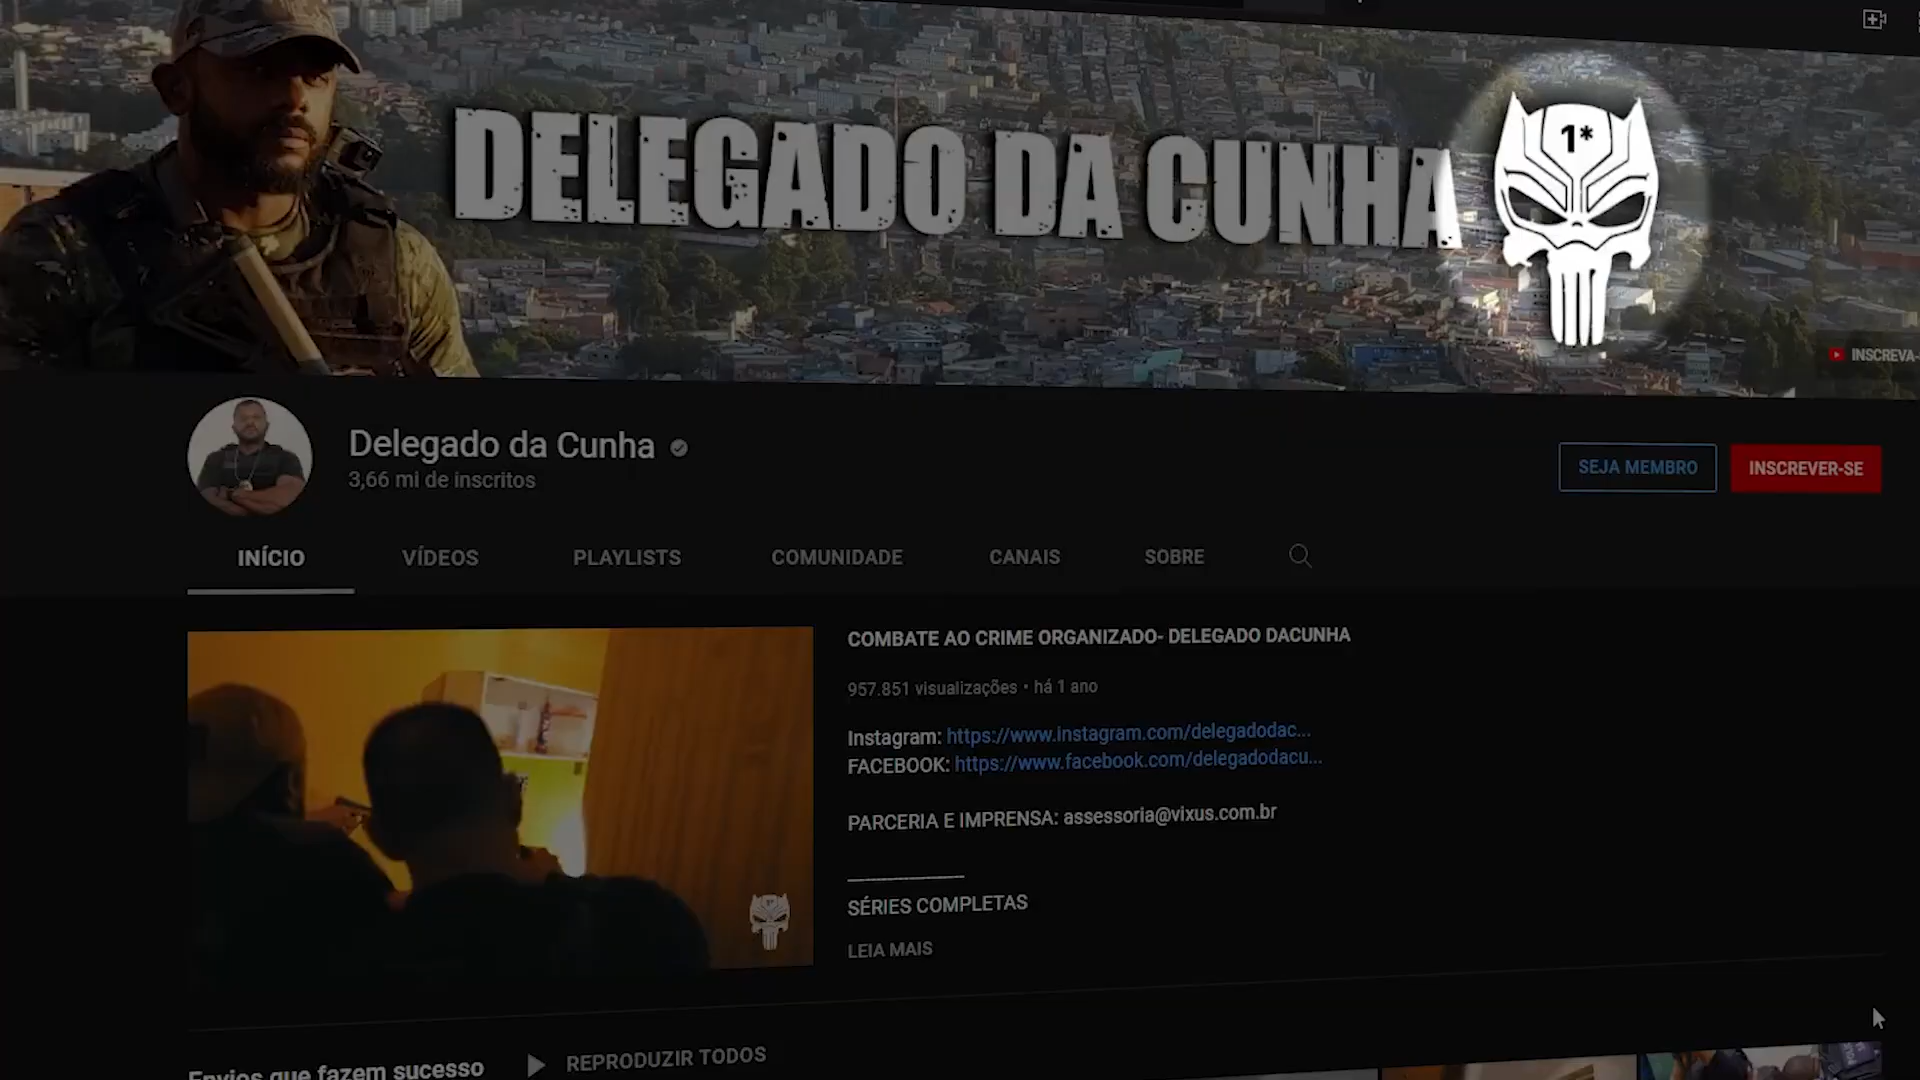 DELEGADO DA CUNHA
1*
INSCREVA-
Delegado da Cunha
3,66 mi de inscritos
SEJA MEMBRO
INSCREVER-SE
INÍCIO
VÍDEOS
PLAYLISTS
COMUNIDADE
CANAIS
SOBRE
COMBATE AO CRIME ORGANIZADO- DELEGADO DACUNHA
957.851 visualizações • há 1 ano
Instagram: https://www.instagram.com/delegadodac...
FACEBOOK: https://www.facebook.com/delegadodacu...
PARCERIA E IMPRENSA: assessoria@vixus.com.br
SÉRIES COMPLETAS
LEIA MAIS
Envios que fazem sucesso
REPRODUZIR TODOS